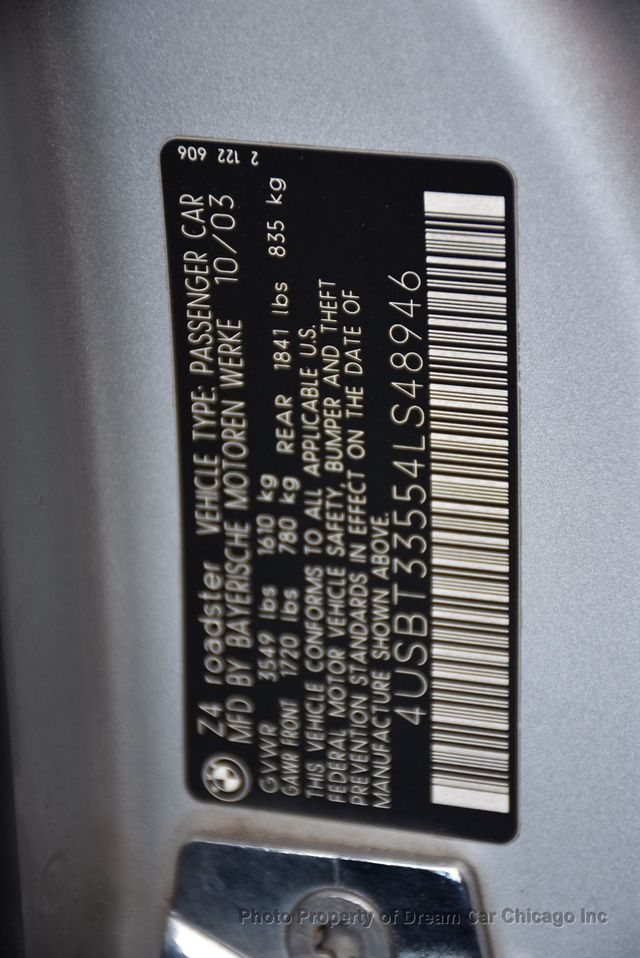 2 122 606
Z4 roadster VEHICLE TYPE: PASSENGER CAR
MFD BY BAYERISCHE MOTOREN WERKE 10/03
GVWR 3549 lbs 1610 kg
GAWR FRONT 1720 lbs 780 kg REAR 1841 lbs 835 kg
THIS VEHICLE CONFORMS TO ALL APPLICABLE U.S.
FEDERAL MOTOR VEHICLE SAFETY, BUMPER AND THEFT
PREVENTION STANDARDS IN EFFECT ON THE DATE OF
MANUFACTURE SHOWN ABOVE.
4USBT33554LS48946
Photo Property of Dream Car Chicago Inc